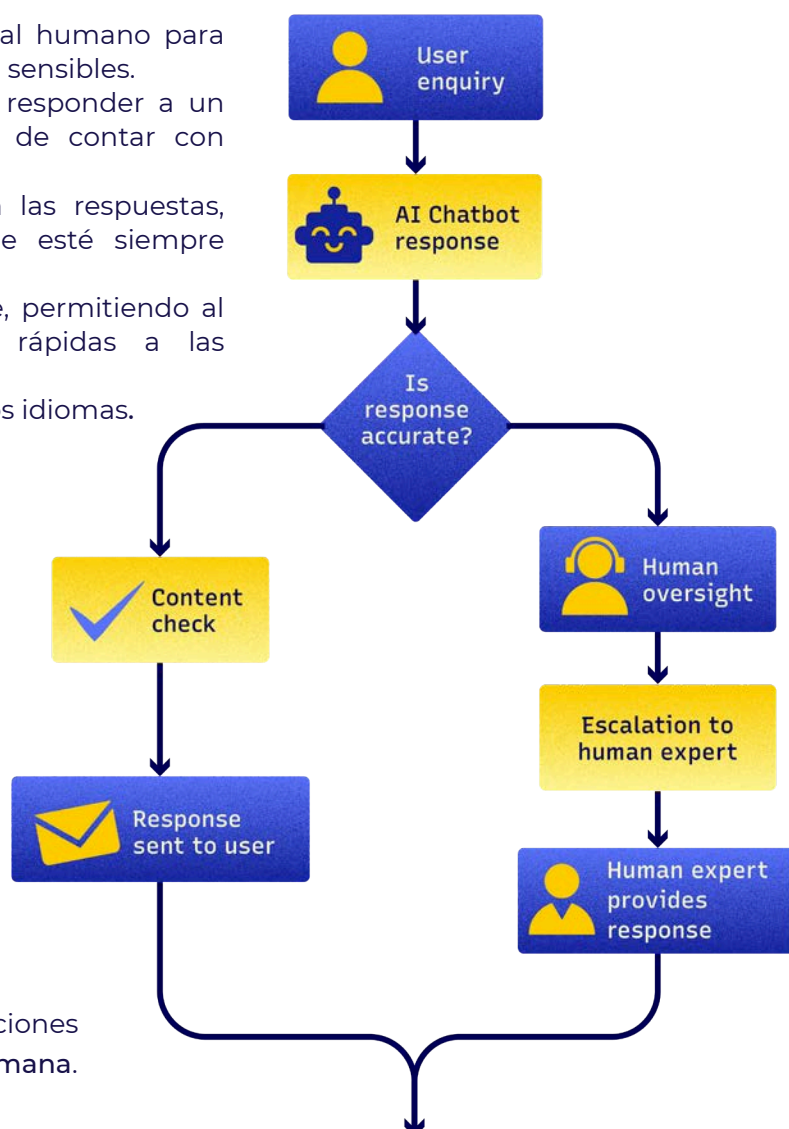 al humano para
sensibles.
responder a un
de contar con
las respuestas,
e esté siempre
, permitiendo al
rápidas a las
s idiomas.
User
enquiry
AI Chatbot
response
Is
response
accurate?
Content
check
Human
oversight
Escalation to
human expert
Response
sent to user
Human expert
provides
response
ciones
mana.